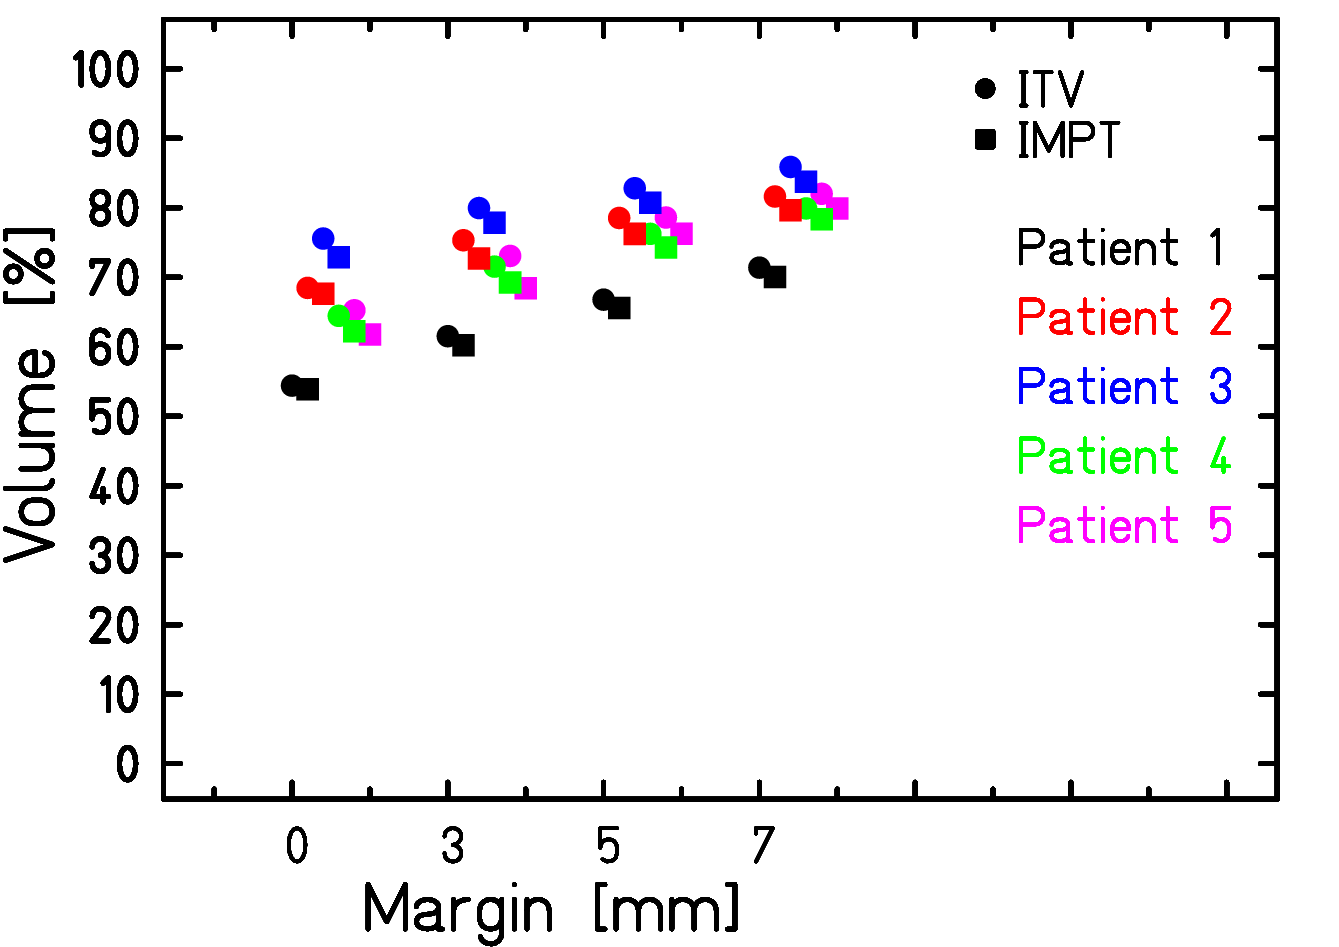 100
90
80
70
60
50
40
30
20
10
0
Volume [%]
ITV
IMPT
Patient 1
Patient 2
Patient 3
Patient 4
Patient 5
0 3 5 7
Margin [mm]